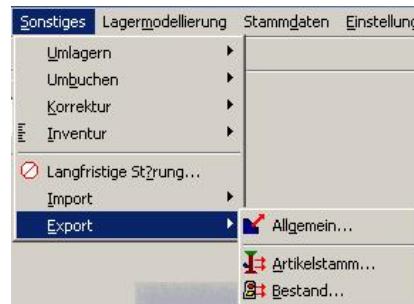 Sonstiges Lagermodellierung Stammdaten Einstellung
Umlagern
Umbuchen
Korrektur
Inventur
Langfristige St?rung...
Import
Export
Allgemein...
Artikelstamm...
Bestand...